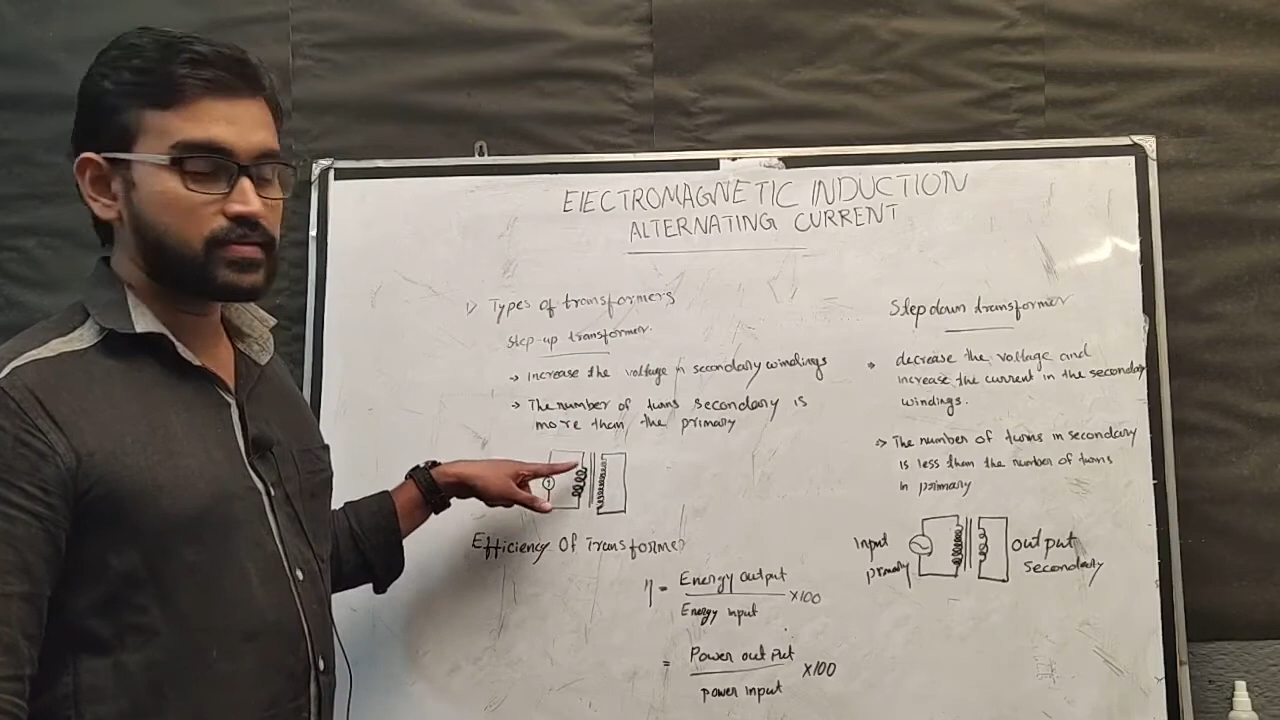 ELECTROMAGNETIC INDUCTION
ALTERNATING CURRENT
1) Types of transformers
Step-up transformer.
→ Increase the voltage in secondary windings
→ The number of turns secondary is
more than the primary
Efficiency Of Transformer
η = Energy output / Energy input ×100
= Power output / power input ×100
Step down transformer
→ decrease the voltage and
increase the current in the secondary
windings.
→ The number of turns in secondary
is less than the number of turns
in primary
Input
primary
output
secondary